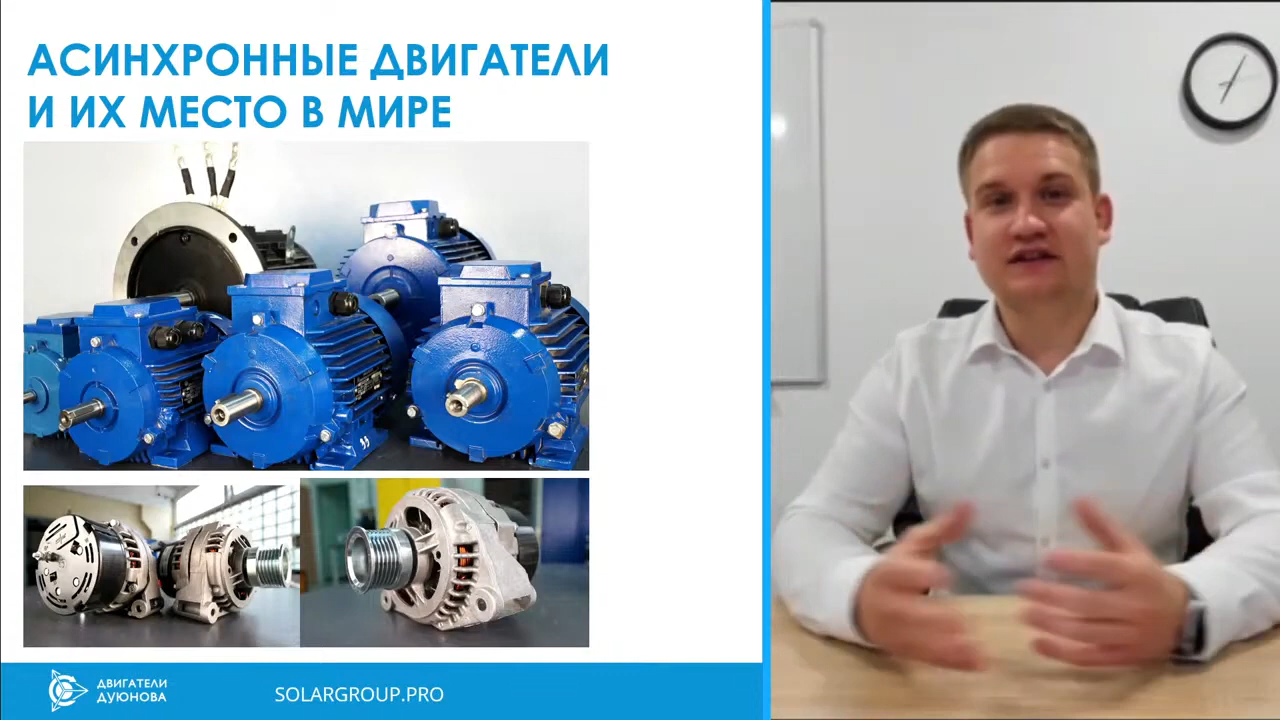 АСИНХРОННЫЕ ДВИГАТЕЛИ
И ИХ МЕСТО В МИРЕ
ДВИГАТЕЛИ
ДУЮНОВА
SOLARGROUP.PRO